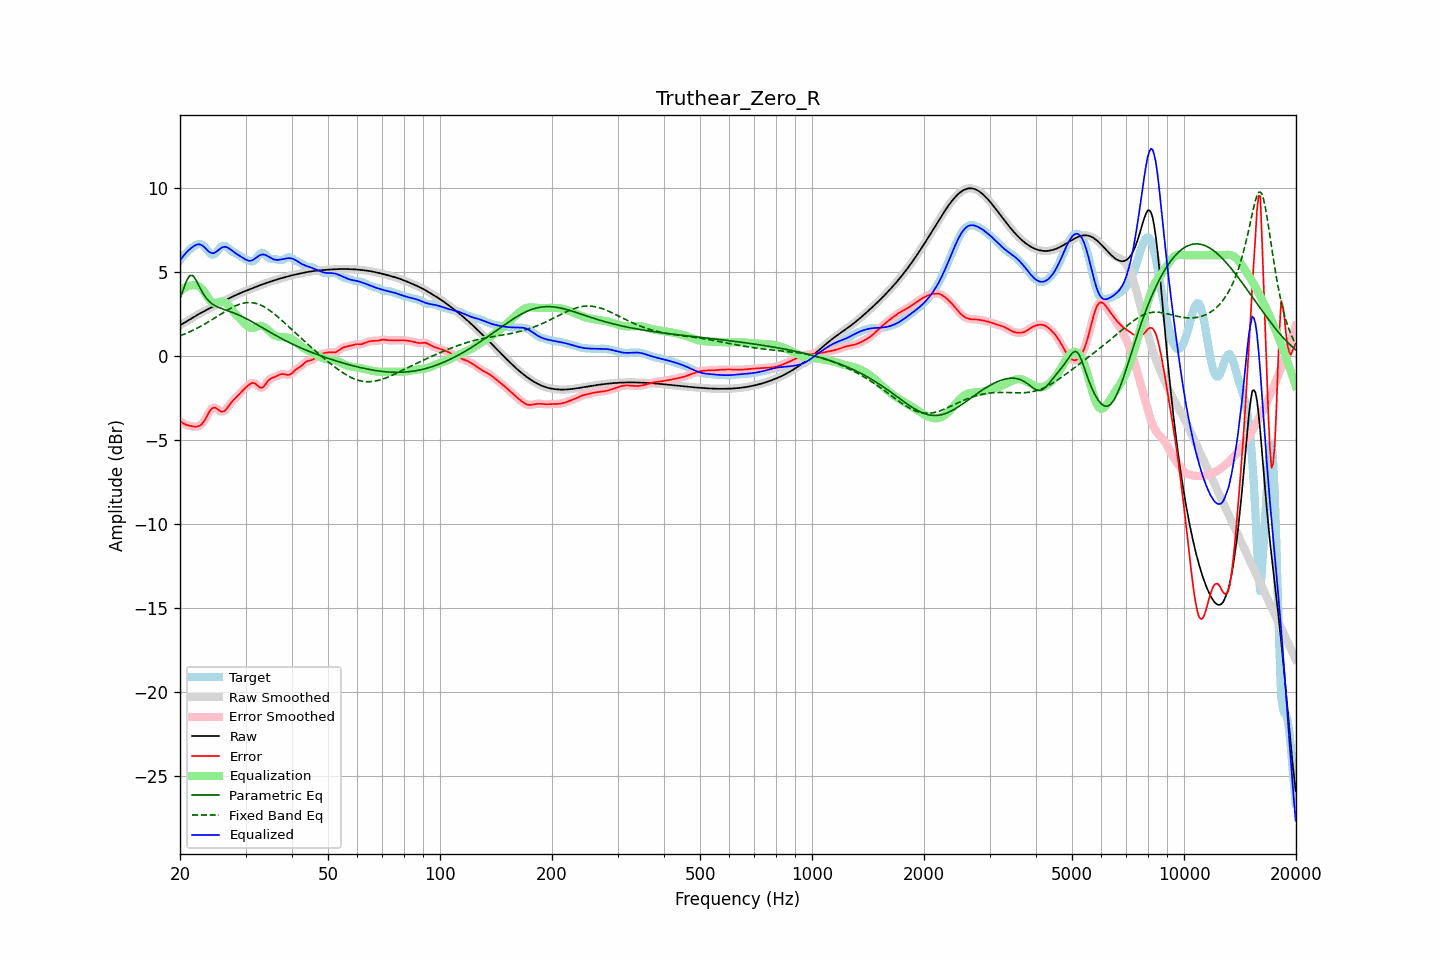 Truthear_Zero_R
Amplitude (dBr)
10
5
0
−5
−10
−15
−20
−25
Target
Raw Smoothed
Error Smoothed
Raw
Error
Equalization
Parametric Eq
Fixed Band Eq
Equalized
20 50 100 200 500 1000 2000 5000 10000 20000
Frequency (Hz)